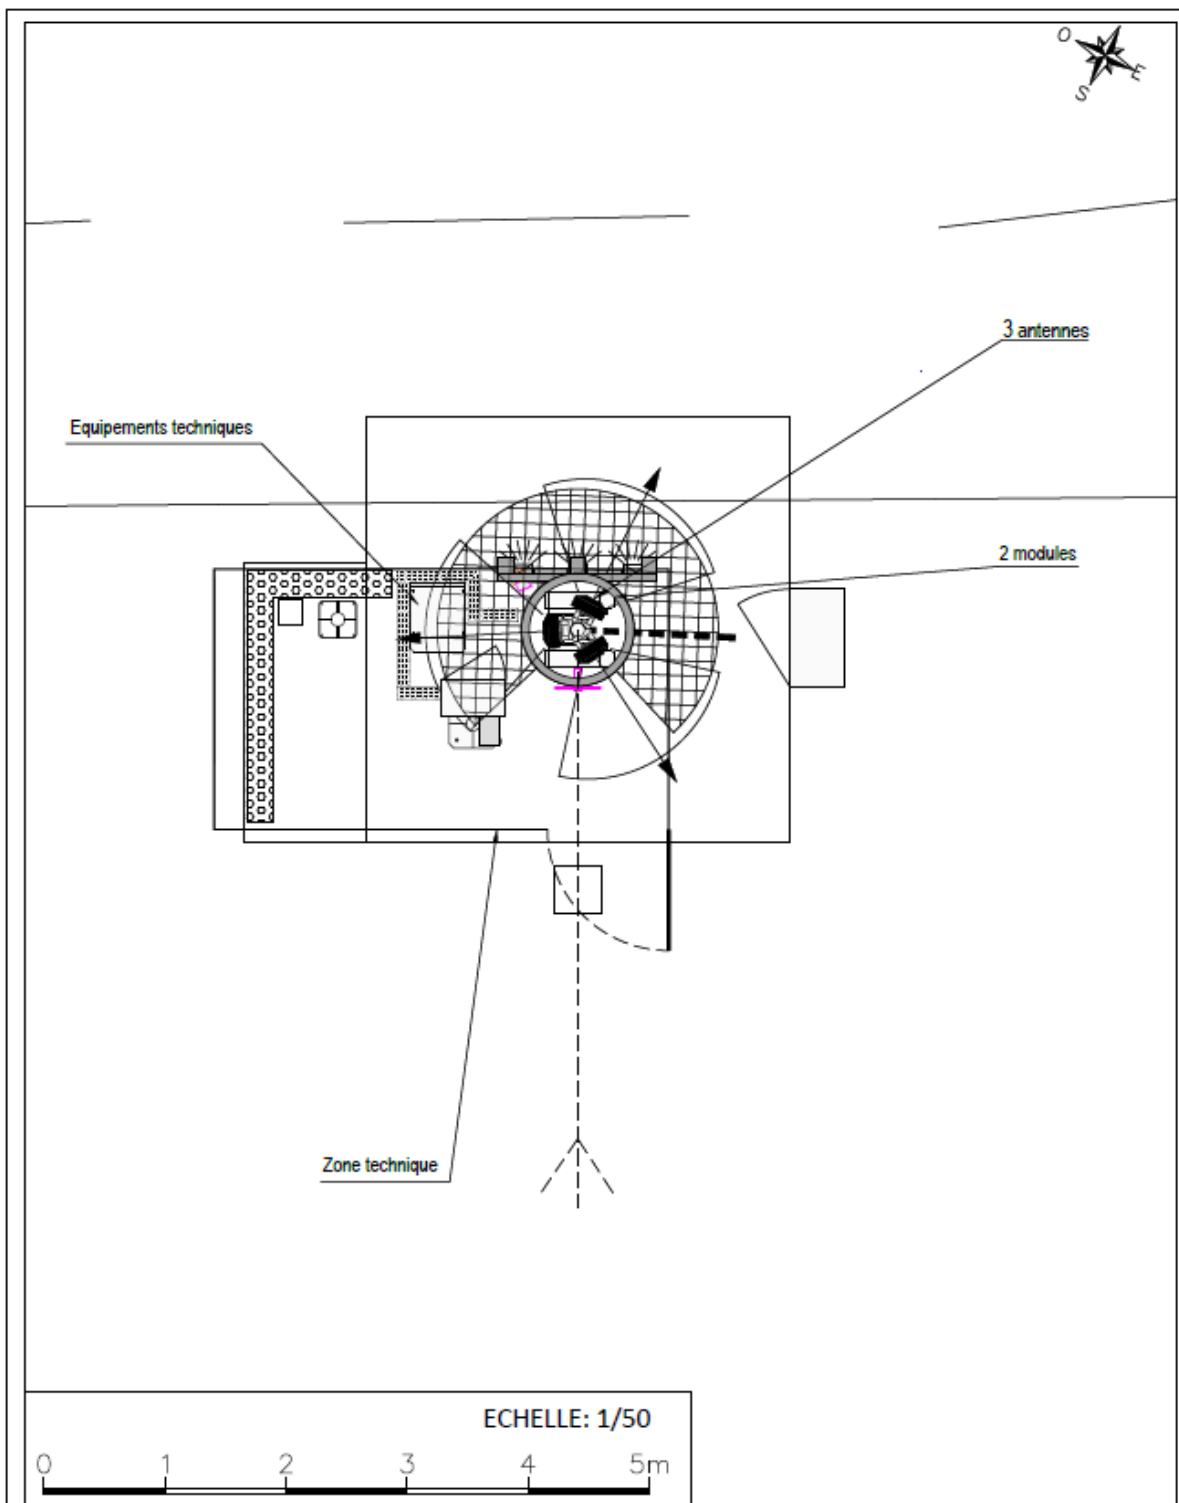 O
E
S
3 antennes
Equipements techniques
2 modules
Zone technique
ECHELLE: 1/50
0 1 2 3 4 5m